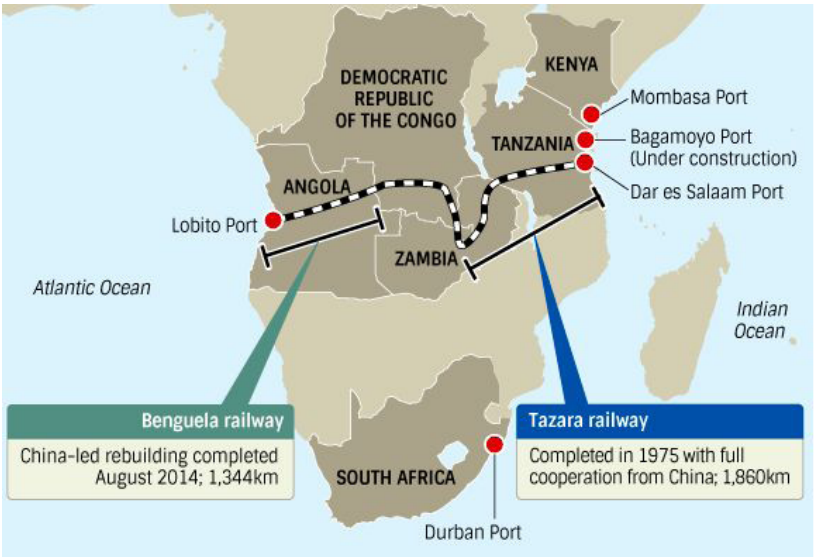 KENYA
DEMOCRATIC
REPUBLIC
OF THE CONGO
Mombasa Port
TANZANIA
Bagamoyo Port
(Under construction)
Dar es Salaam Port
ANGOLA
Lobito Port
ZAMBIA
Atlantic Ocean
Indian
Ocean
Benguela railway
China-led rebuilding completed
August 2014; 1,344km
Tazara railway
Completed in 1975 with full
cooperation from China; 1,860km
SOUTH AFRICA
Durban Port